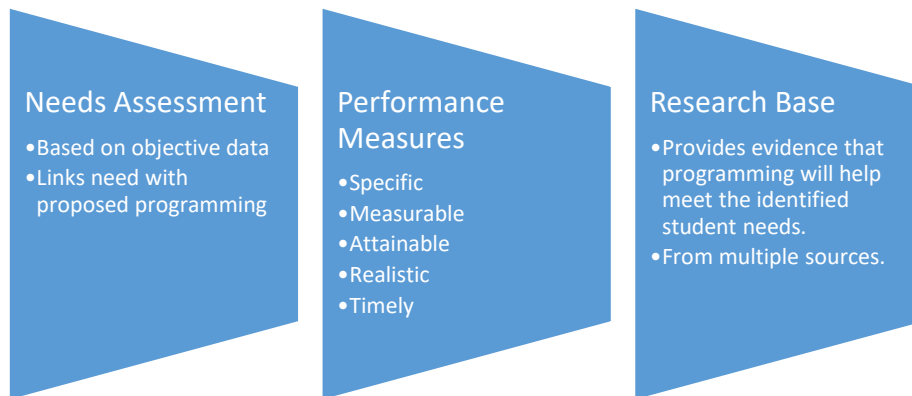 Needs Assessment
•Based on objective data
•Links need with
proposed programming
Performance
Measures
•Specific
•Measurable
•Attainable
•Realistic
•Timely
Research Base
•Provides evidence that
programming will help
meet the identified
student needs.
•From multiple sources.